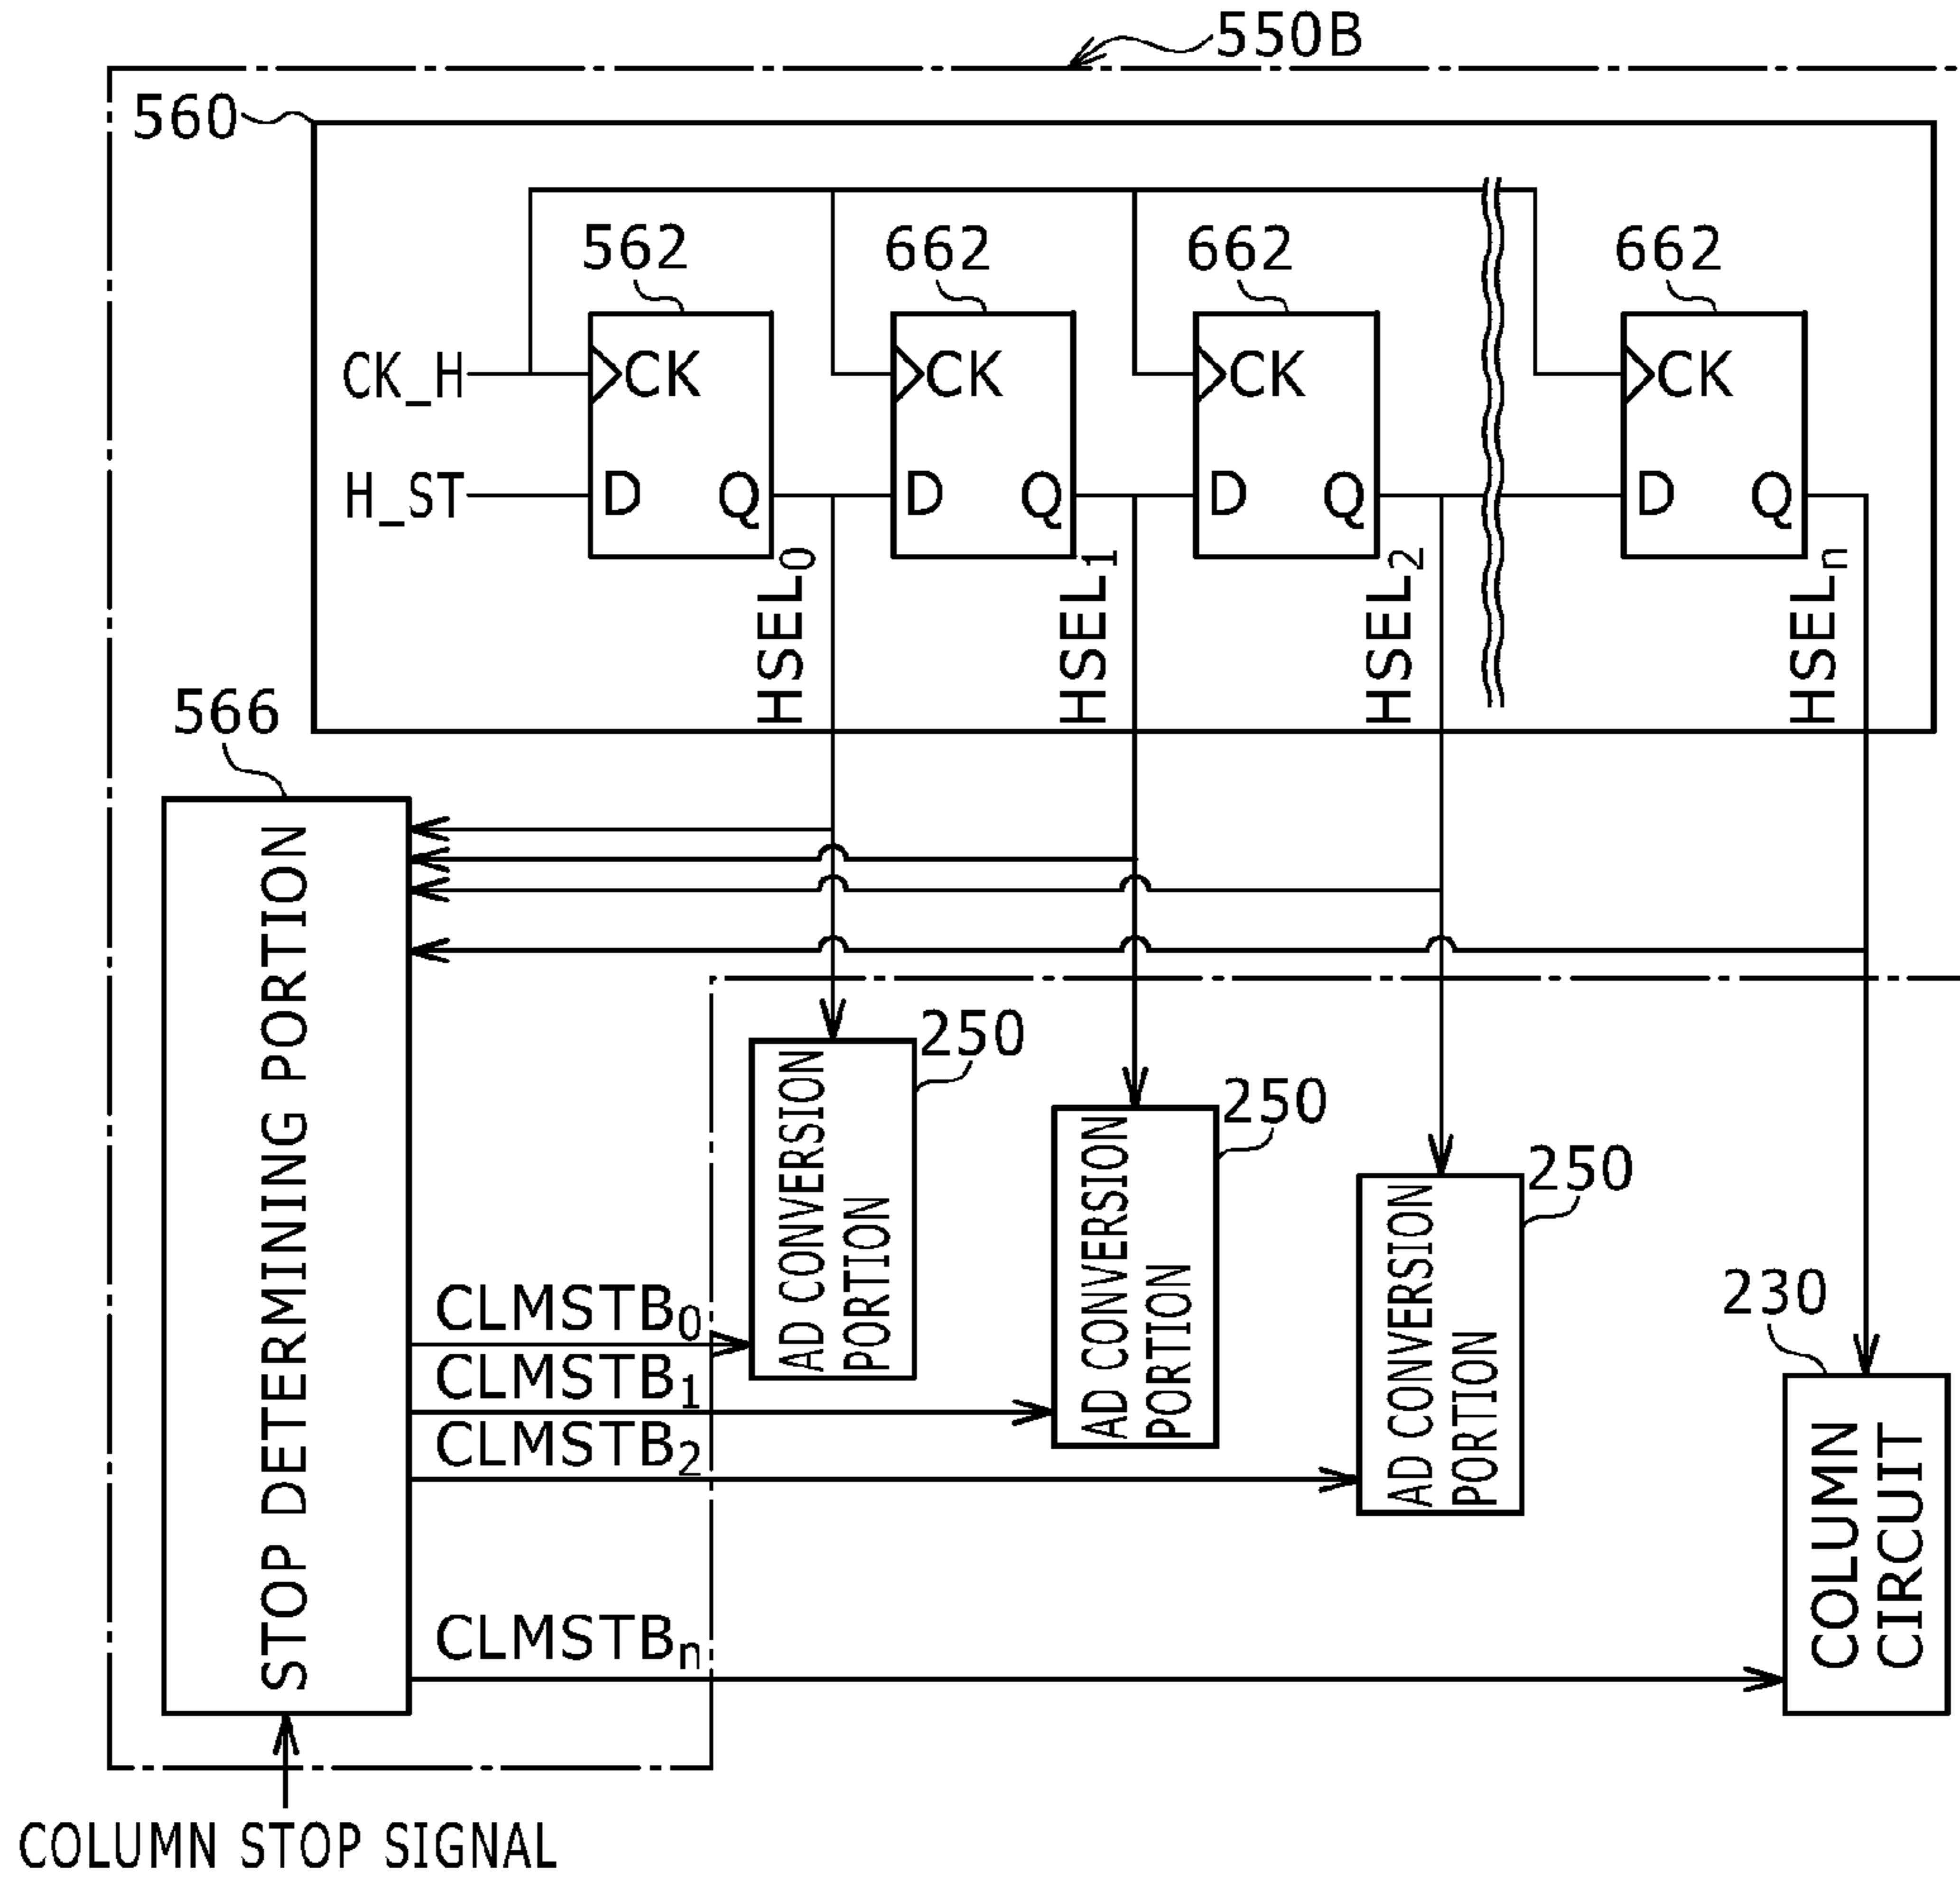 550B
560
562
662
662
662
CK_H
CK
CK
CK
CK
H_ST
D Q
D Q
D Q
D Q
HSEL0
HSEL1
HSEL2
HSELn
566
STOP DETERMINING PORTION
250
AD CONVERSION
PORTION
250
AD CONVERSION
PORTION
250
AD CONVERSION
PORTION
230
COLUMN
CIRCUIT
CLMSTB0
CLMSTB1
CLMSTB2
CLMSTBn
COLUMN STOP SIGNAL